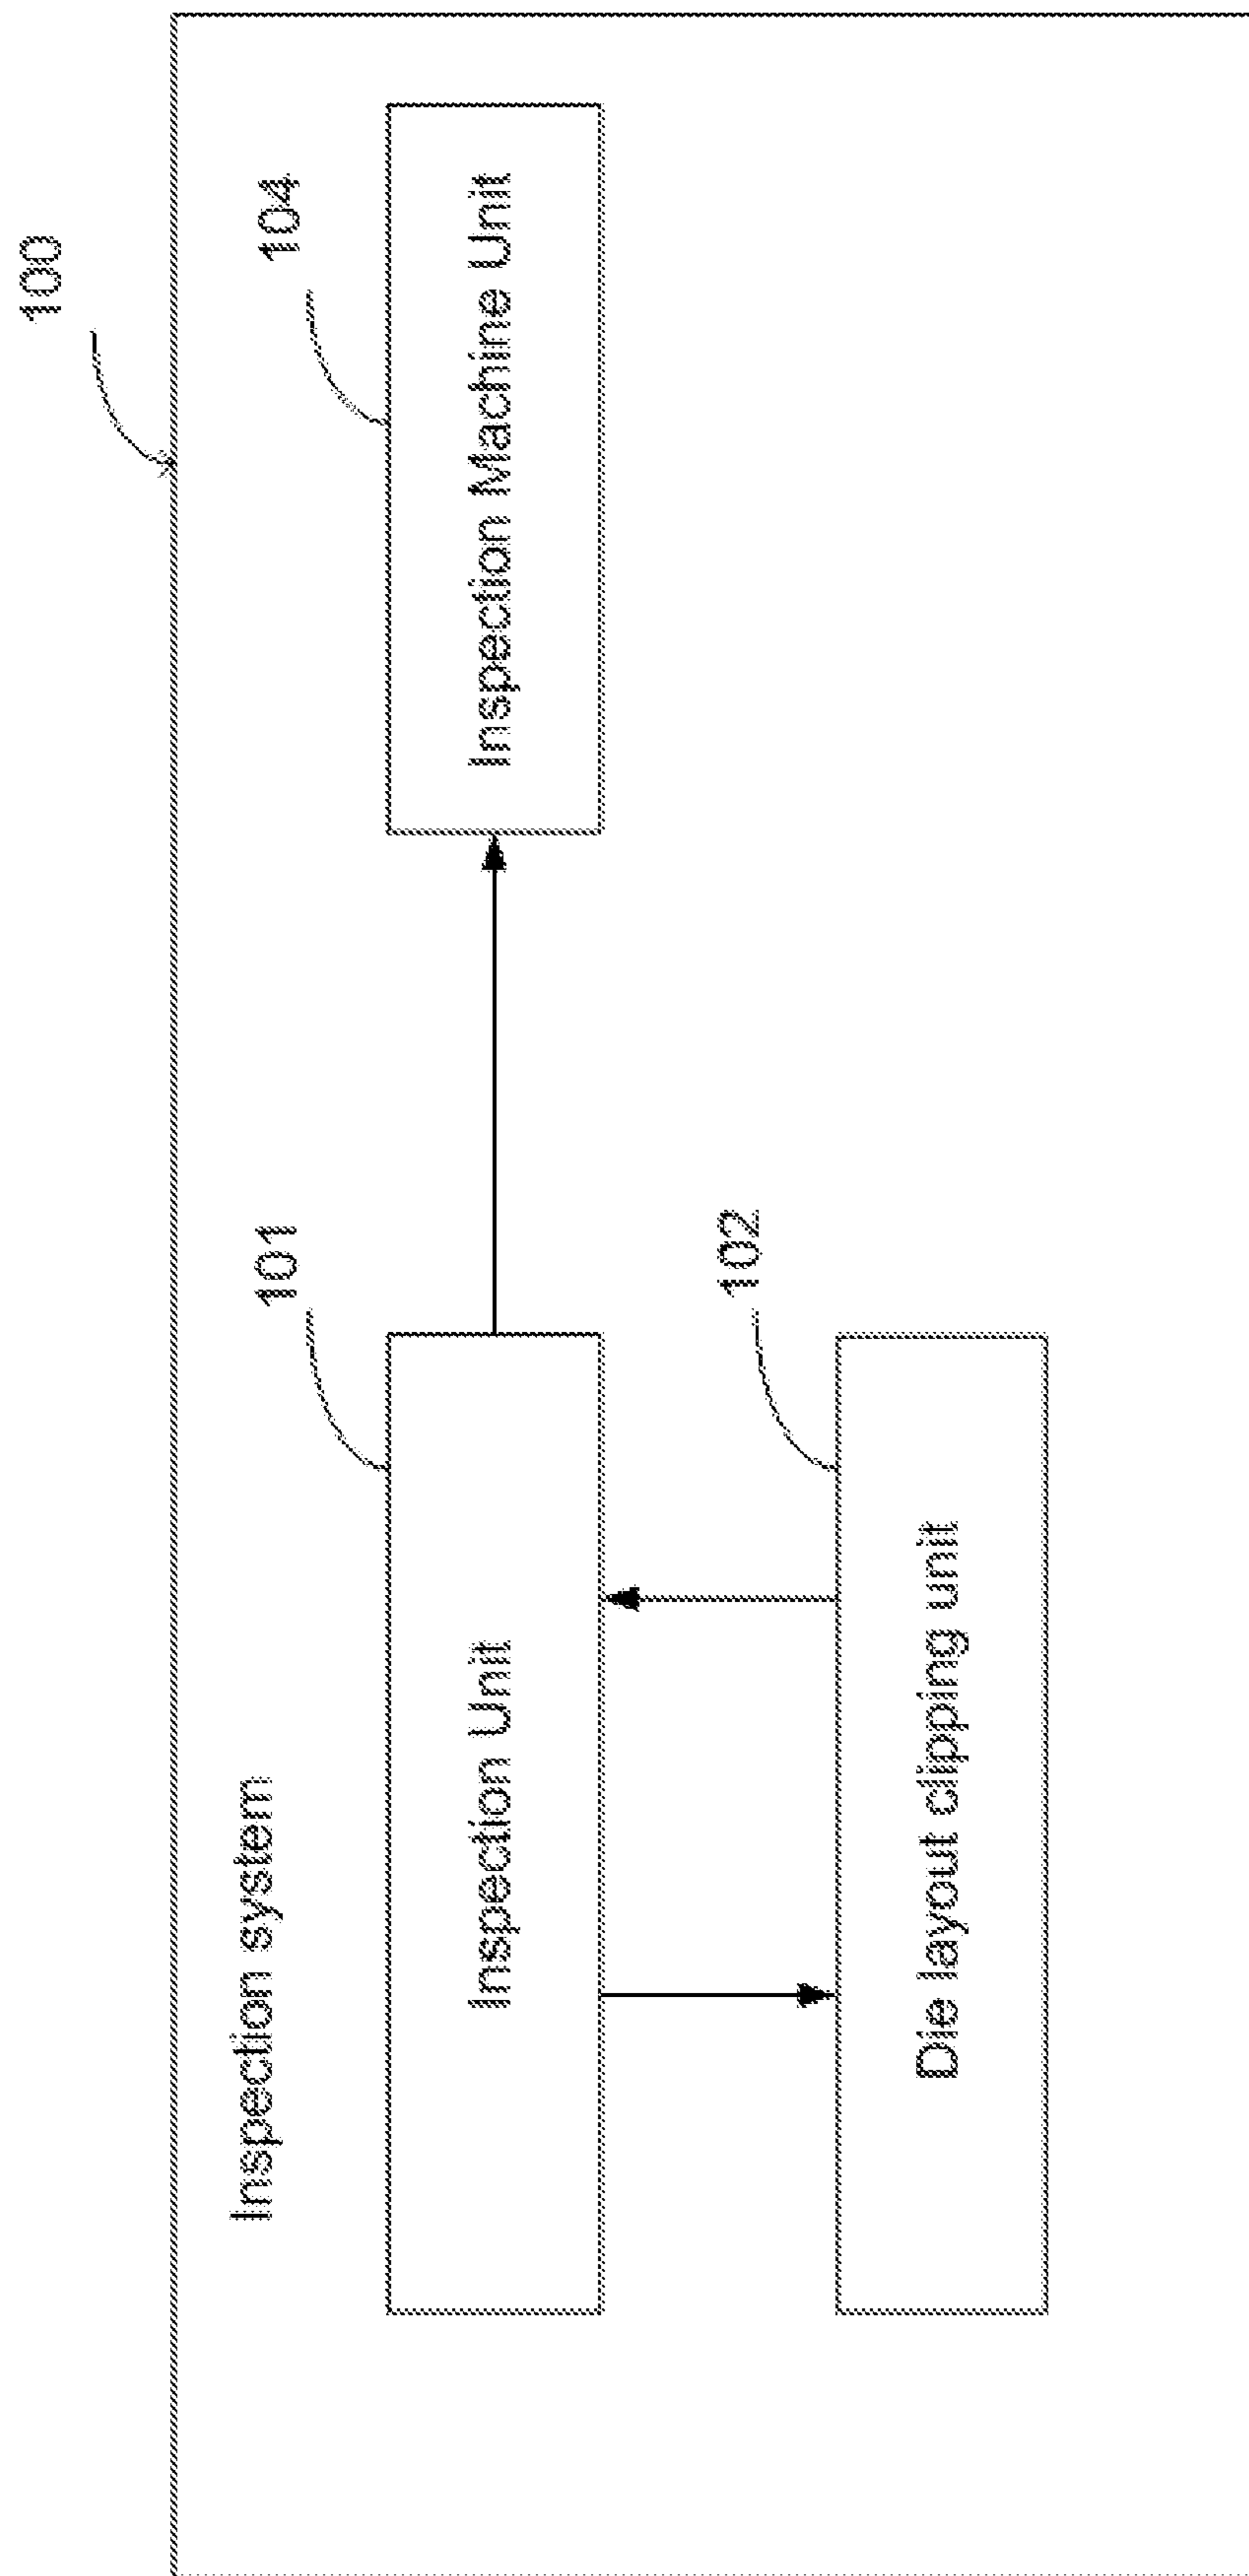 100
Inspection system
101
Inspection Unit
104
Inspection Machine Unit
102
Die layout clipping unit